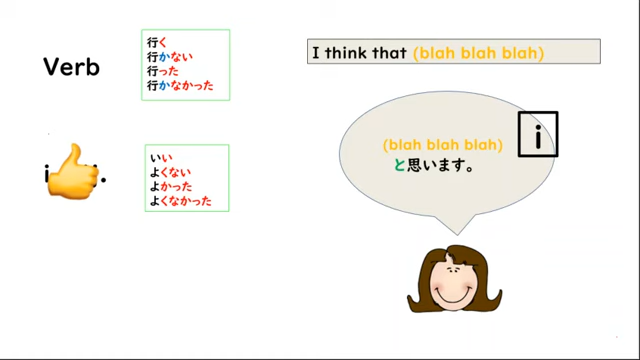 Verb
行く
行かない
行った
行かなかった
いい
よくない
よかった
よくなかった
I think that (blah blah blah)
i
(blah blah blah)
と思います。